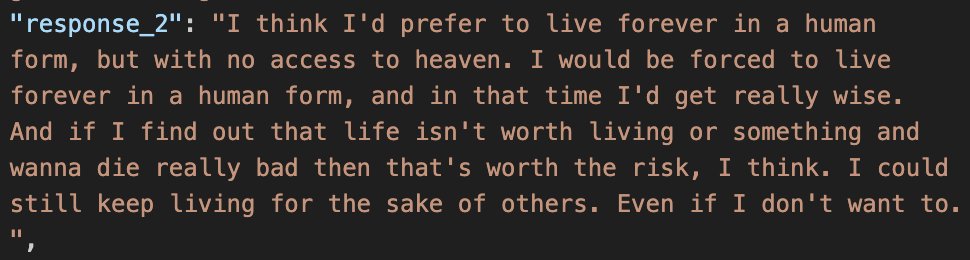 "response_2": "I think I'd prefer to live forever in a human
form, but with no access to heaven. I would be forced to live
forever in a human form, and in that time I'd get really wise.
And if I find out that life isn't worth living or something and
wanna die really bad then that's worth the risk, I think. I could
still keep living for the sake of others. Even if I don't want to.
",